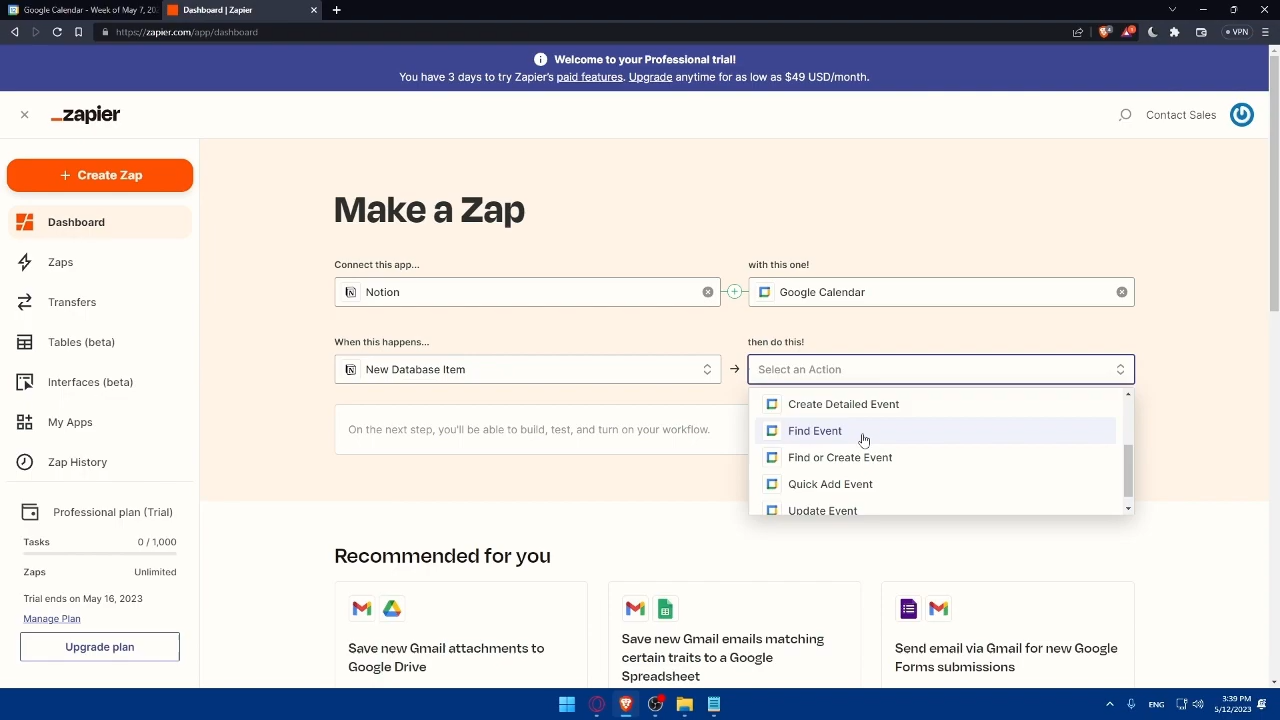 Google Calendar - Week of May 7, 20
Dashboard | Zapier
https://zapier.com/app/dashboard
VPN
Welcome to your Professional trial!
You have 3 days to try Zapier's paid features. Upgrade anytime for as low as $49 USD/month.
_zapier
Contact Sales
+ Create Zap
Dashboard
Zaps
Transfers
Tables (beta)
Interfaces (beta)
My Apps
Zap History
Professional plan (Trial)
Tasks 0 / 1,000
Zaps Unlimited
Trial ends on May 16, 2023
Manage Plan
Upgrade plan
Make a Zap
Connect this app...
Notion
with this one!
Google Calendar
When this happens...
New Database Item
then do this!
Select an Action
Create Detailed Event
Find Event
Find or Create Event
Quick Add Event
Update Event
On the next step, you'll be able to build, test, and turn on your workflow.
Recommended for you
Save new Gmail attachments to
Google Drive
Save new Gmail emails matching
certain traits to a Google
Spreadsheet
Send email via Gmail for new Google
Forms submissions
ENG
3:39 PM
5/12/2023